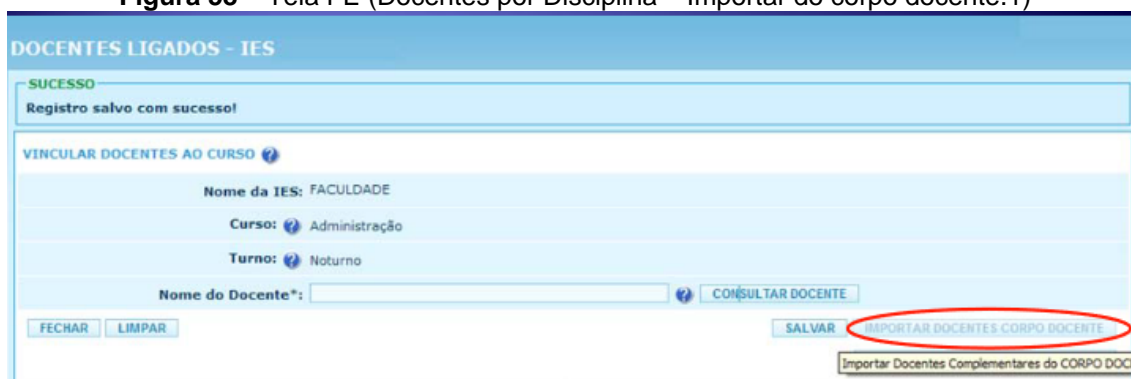 DOCENTES LIGADOS - IES
SUCESSO
Registro salvo com sucesso!
VINCULAR DOCENTES AO CURSO
Nome da IES: FACULDADE
Curso: Administração
Turno: Noturno
Nome do Docente*: CONSULTAR DOCENTE
FECHAR LIMPAR SALVAR IMPORTAR DOCENTES CORPO DOCENTE
Importar Docentes Complementares do CORPO DOC